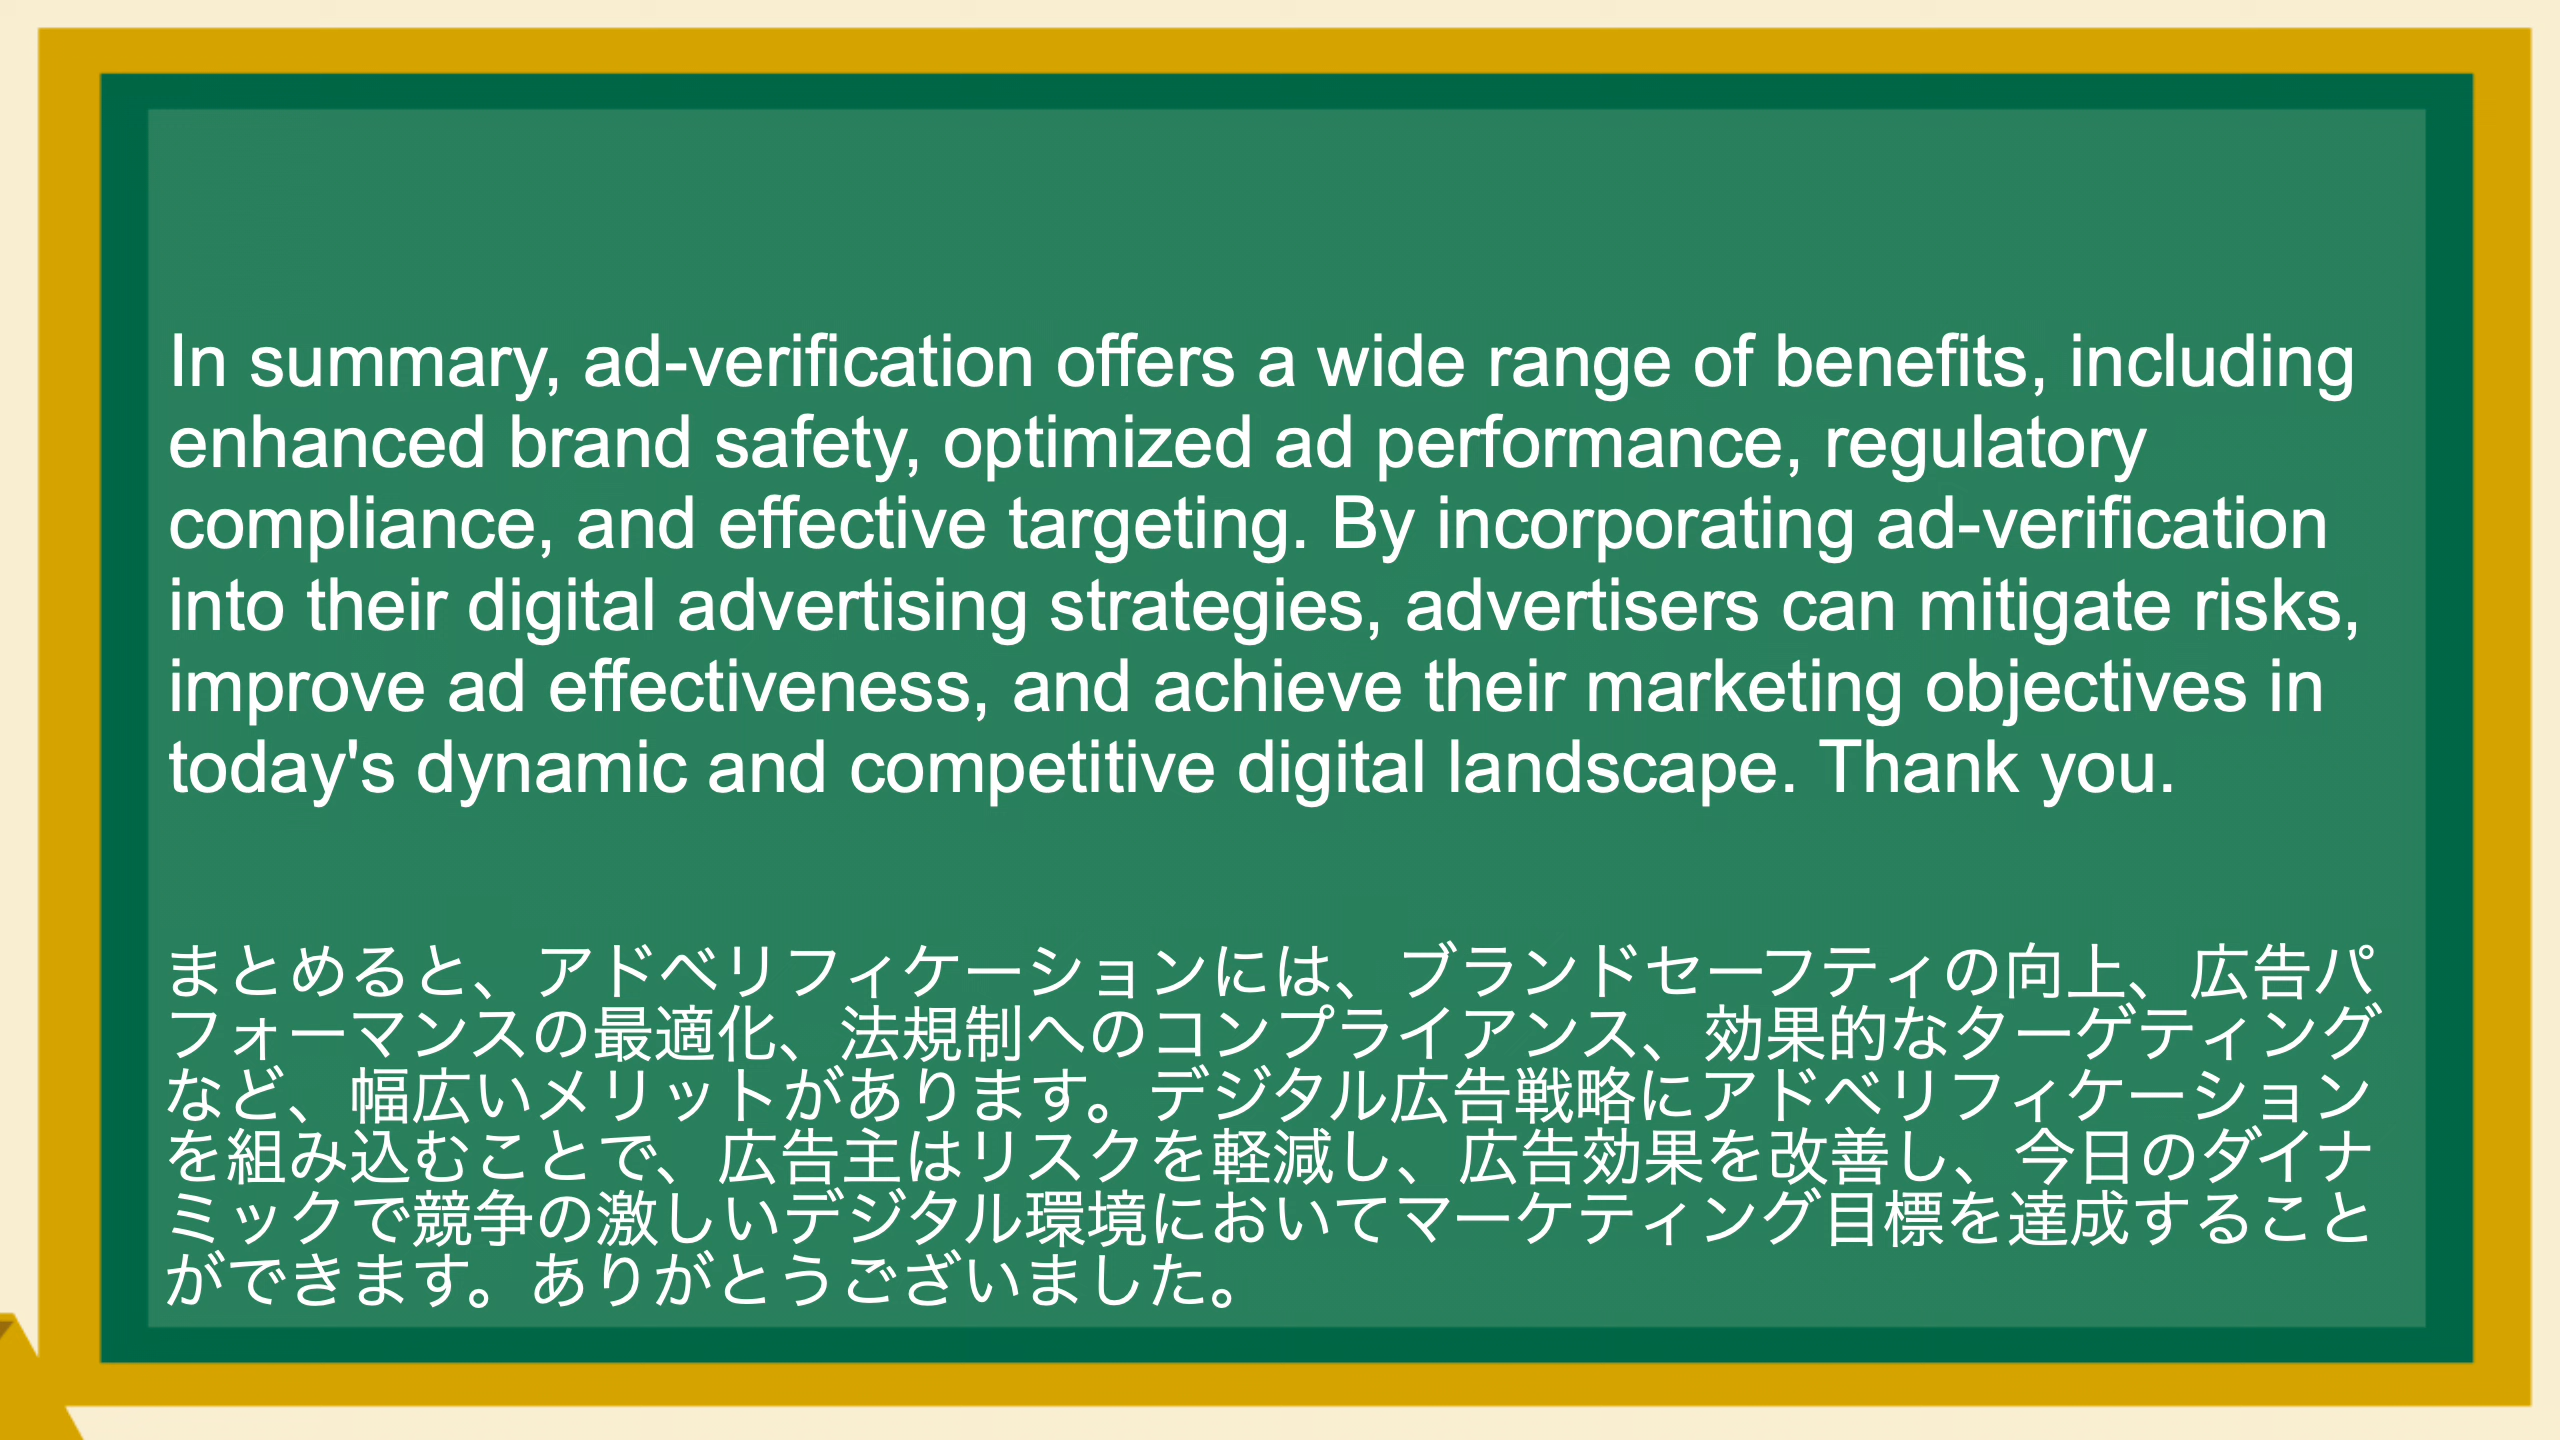 In summary, ad-verification offers a wide range of benefits, including
enhanced brand safety, optimized ad performance, regulatory
compliance, and effective targeting. By incorporating ad-verification
into their digital advertising strategies, advertisers can mitigate risks,
improve ad effectiveness, and achieve their marketing objectives in
today's dynamic and competitive digital landscape. Thank you.
まとめると、アドベリフィケーションには、ブランドセーフティの向上、広告パ
フォーマンスの最適化、法規制へのコンプライアンス、効果的なターゲティング
など、幅広いメリットがあります。デジタル広告戦略にアドベリフィケーション
を組み込むことで、広告主はリスクを軽減し、広告効果を改善し、今日のダイナ
ミックで競争の激しいデジタル環境においてマーケティング目標を達成すること
ができます。ありがとうございました。